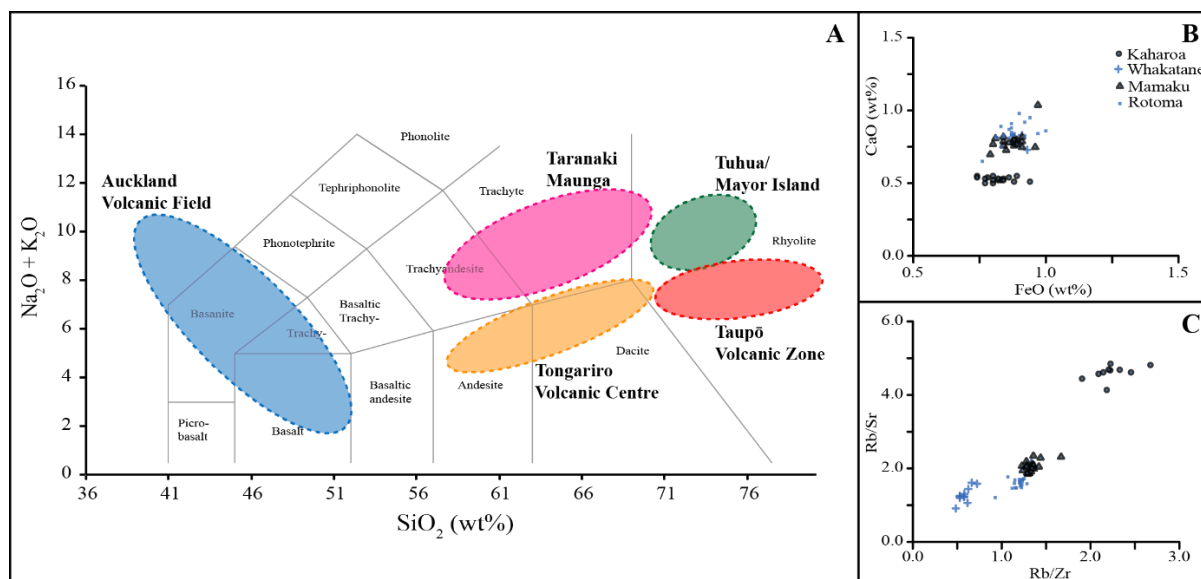 A
Na₂O + K₂O
16
14
12
10
8
6
4
2
0
36
41
46
52
56
61
66
71
76
SiO₂ (wt%)
Auckland
Volcanic Field
Phonolite
Tephriphonolite
Phonotephrite
Basanite
Trachy-
Basaltic
Trachy-
Picro-
basalt
Basalt
Basaltic
andesite
Trachyte
Trachyandesite
Andesite
Dacite
Rhyolite
Taranaki
Maunga
Tuhua/
Mayor Island
Tongariro
Volcanic Centre
Taupō
Volcanic Zone
B
CaO (wt%)
1.5
1.0
0.5
0.0
0.5
1.0
1.5
FeO (wt%)
Kaharoa
Whakatane
Mamaku
Rotoma
C
Rb/Sr
6.0
4.0
2.0
0.0
0.0
1.0
2.0
3.0
Rb/Zr